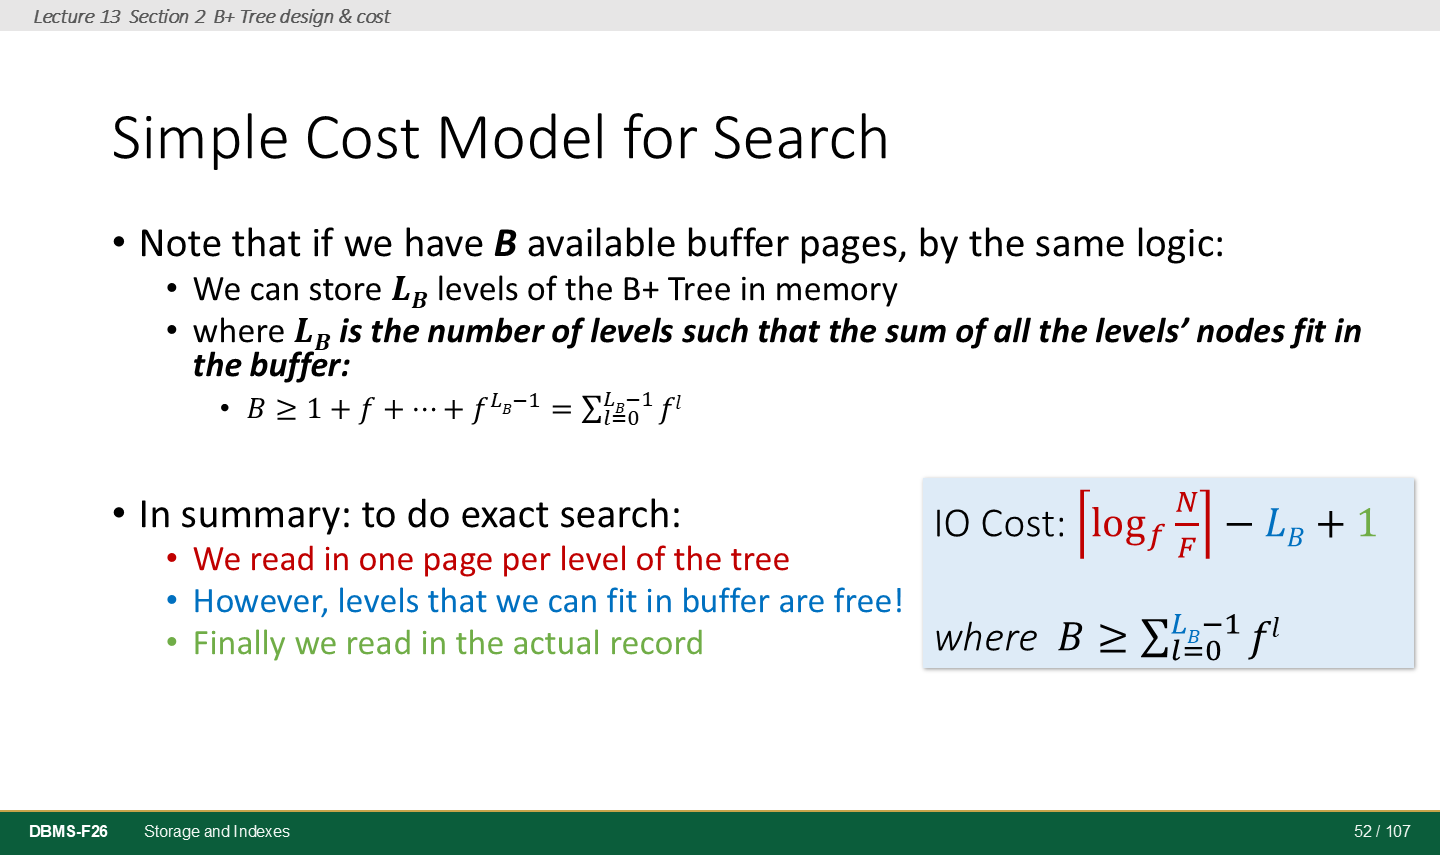 Lecture 13 Section 2 B+ Tree design & cost
Simple Cost Model for Search
• Note that if we have B available buffer pages, by the same logic:
• We can store L_B levels of the B+ Tree in memory
• where L_B is the number of levels such that the sum of all the levels’ nodes fit in
the buffer:
• B ≥ 1 + f + ⋯ + f^{L_B−1} = ∑_{l=0}^{L_B−1} f^l
• In summary: to do exact search:
• We read in one page per level of the tree
• However, levels that we can fit in buffer are free!
• Finally we read in the actual record
IO Cost: ⌈log_f N/F⌉ − L_B + 1
where B ≥ ∑_{l=0}^{L_B−1} f^l
DBMS-F26 Storage and Indexes 52 / 107